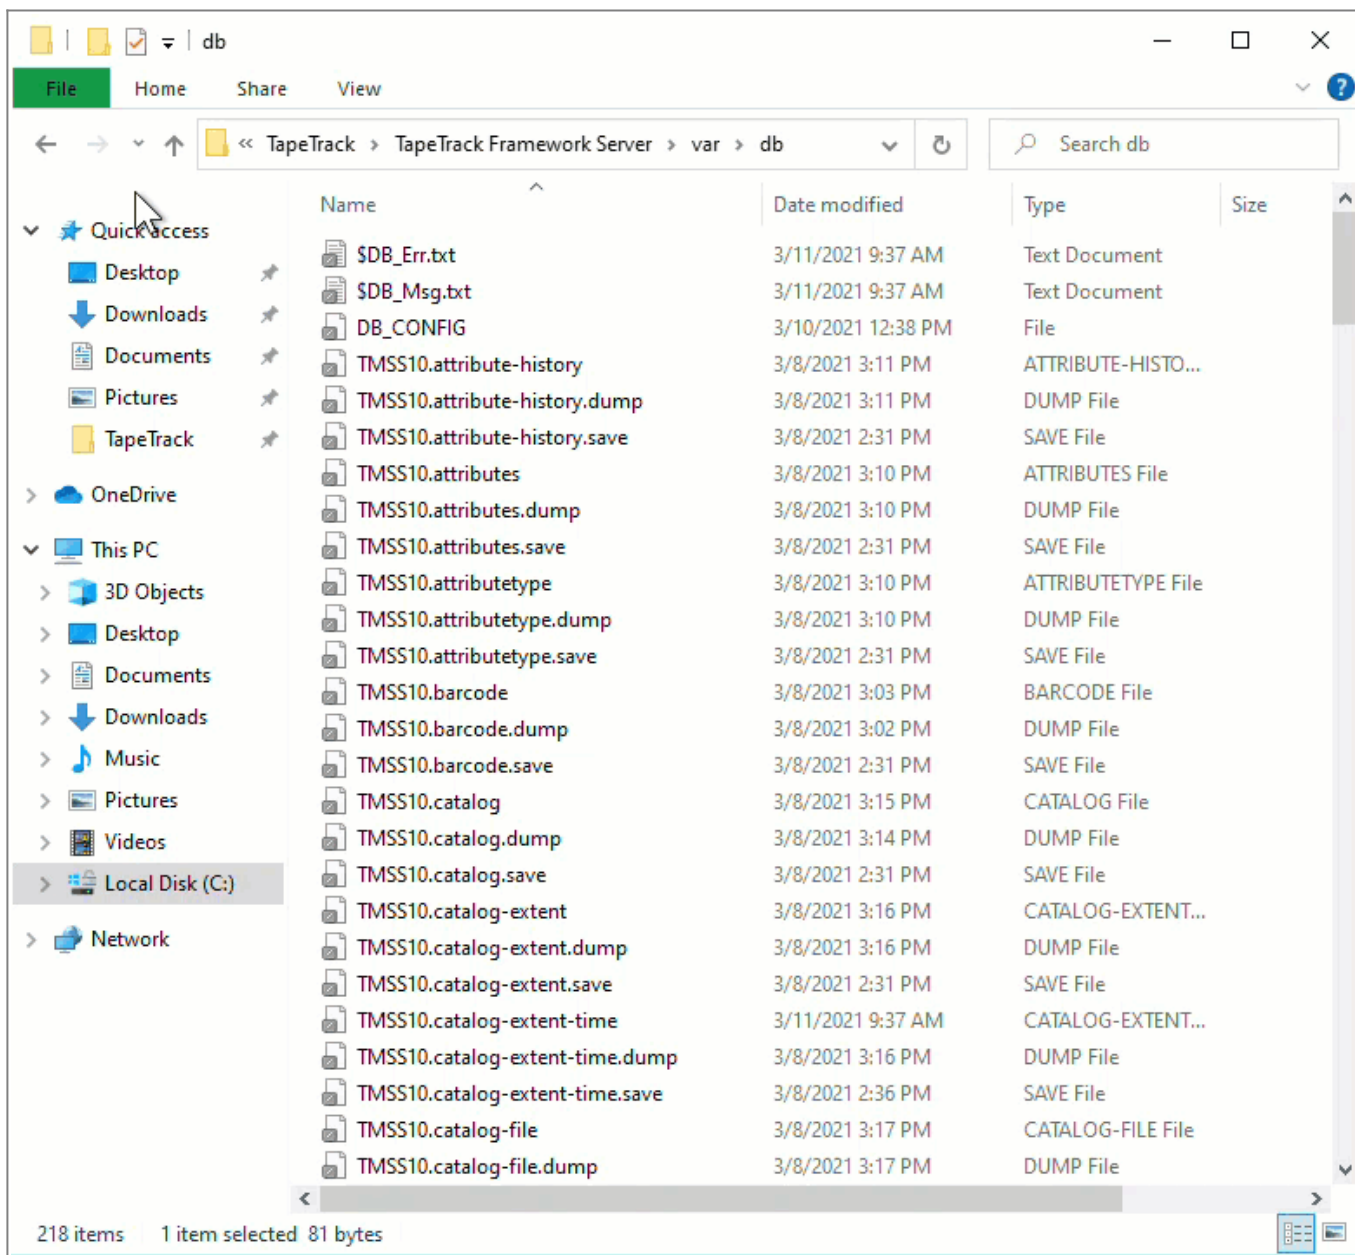 db
File Home Share View
« TapeTrack > TapeTrack Framework Server > var > db Search db
Name Date modified Type Size
Quick access
Desktop
Downloads
Documents
Pictures
TapeTrack
OneDrive
This PC
3D Objects
Desktop
Documents
Downloads
Music
Pictures
Videos
Local Disk (C:)
Network
$DB_Err.txt 3/11/2021 9:37 AM Text Document
$DB_Msg.txt 3/11/2021 9:37 AM Text Document
DB_CONFIG 3/10/2021 12:38 PM File
TMSS10.attribute-history 3/8/2021 3:11 PM ATTRIBUTE-HISTO...
TMSS10.attribute-history.dump 3/8/2021 3:11 PM DUMP File
TMSS10.attribute-history.save 3/8/2021 2:31 PM SAVE File
TMSS10.attributes 3/8/2021 3:10 PM ATTRIBUTES File
TMSS10.attributes.dump 3/8/2021 3:10 PM DUMP File
TMSS10.attributes.save 3/8/2021 2:31 PM SAVE File
TMSS10.attributetype 3/8/2021 3:10 PM ATTRIBUTETYPE File
TMSS10.attributetype.dump 3/8/2021 3:10 PM DUMP File
TMSS10.attributetype.save 3/8/2021 2:31 PM SAVE File
TMSS10.barcode 3/8/2021 3:03 PM BARCODE File
TMSS10.barcode.dump 3/8/2021 3:02 PM DUMP File
TMSS10.barcode.save 3/8/2021 2:31 PM SAVE File
TMSS10.catalog 3/8/2021 3:15 PM CATALOG File
TMSS10.catalog.dump 3/8/2021 3:14 PM DUMP File
TMSS10.catalog.save 3/8/2021 2:31 PM SAVE File
TMSS10.catalog-extent 3/8/2021 3:16 PM CATALOG-EXTENT...
TMSS10.catalog-extent.dump 3/8/2021 3:16 PM DUMP File
TMSS10.catalog-extent.save 3/8/2021 2:31 PM SAVE File
TMSS10.catalog-extent-time 3/11/2021 9:37 AM CATALOG-EXTENT...
TMSS10.catalog-extent-time.dump 3/8/2021 3:16 PM DUMP File
TMSS10.catalog-extent-time.save 3/8/2021 2:36 PM SAVE File
TMSS10.catalog-file 3/8/2021 3:17 PM CATALOG-FILE File
TMSS10.catalog-file.dump 3/8/2021 3:17 PM DUMP File
218 items 1 item selected 81 bytes